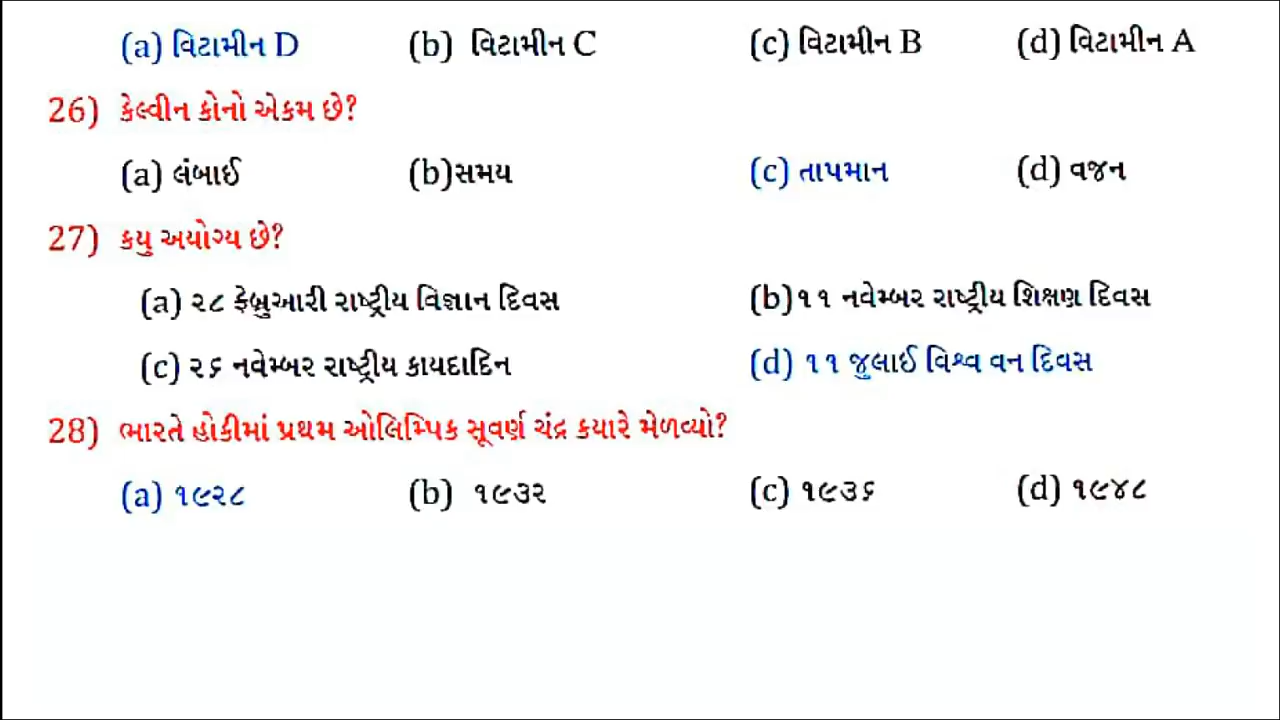 (a) વિટામીન D (b) વિટામીન C (c) વિટામીન B (d) વિટામીન A
26) કેલ્વીન કોનો એકમ છે?
(a) લંબાઈ (b)સમય (c) તાપમાન (d) વજન
27) કયુ અયોગ્ય છે?
(a) ૨૮ ફેબ્રુઆરી રાષ્ટ્રીય વિજ્ઞાન દિવસ (b)૧૧ નવેમ્બર રાષ્ટ્રીય શિક્ષણ દિવસ
(c) ૨૬ નવેમ્બર રાષ્ટ્રીય કાયદાદિન (d) ૧૧ જુલાઈ વિશ્વ વન દિવસ
28) ભારતે હોકીમાં પ્રથમ ઓલિમ્પિક સૂવર્ણ ચંદ્ર કયારે મેળવ્યો?
(a) ૧૯૨૮ (b) ૧૯૩૨ (c) ૧૯૩૬ (d) ૧૯૪૮